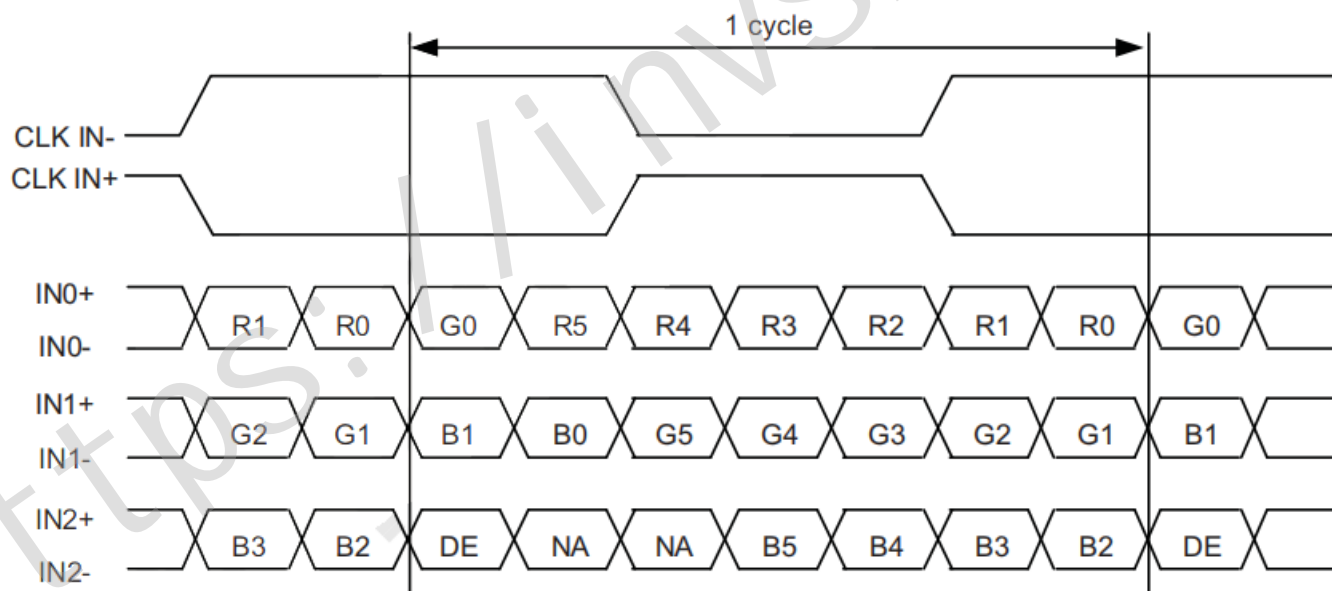 1 cycle
CLK IN-
CLK IN+
IN0+
R1 R0 G0 R5 R4 R3 R2 R1 R0 G0
IN0-
IN1+
G2 G1 B1 B0 G5 G4 G3 G2 G1 B1
IN1-
IN2+
B3 B2 DE NA NA B5 B4 B3 B2 DE
IN2-
ttps://invs